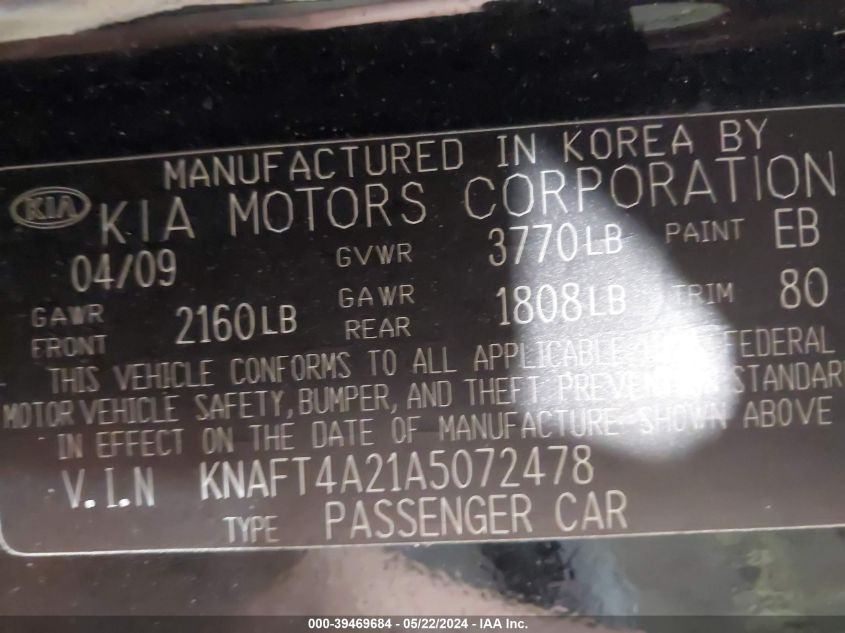 MANUFACTURED IN KOREA BY
KIA KIA MOTORS CORPORATION
04/09 GVWR 3770LB PAINT EB
GAWR FRONT 2160LB GAWR REAR 1808LB TRIM 80
THIS VEHICLE CONFORMS TO ALL APPLICABLE FEDERAL
MOTOR VEHICLE SAFETY, BUMPER, AND THEFT PREVENTION STANDAR
IN EFFECT ON THE DATE OF MANUFACTURE SHOWN ABOVE
V.I.N KNAFT4A21A5072478
TYPE PASSENGER CAR
000-39469684 - 05/22/2024 - IAA Inc.